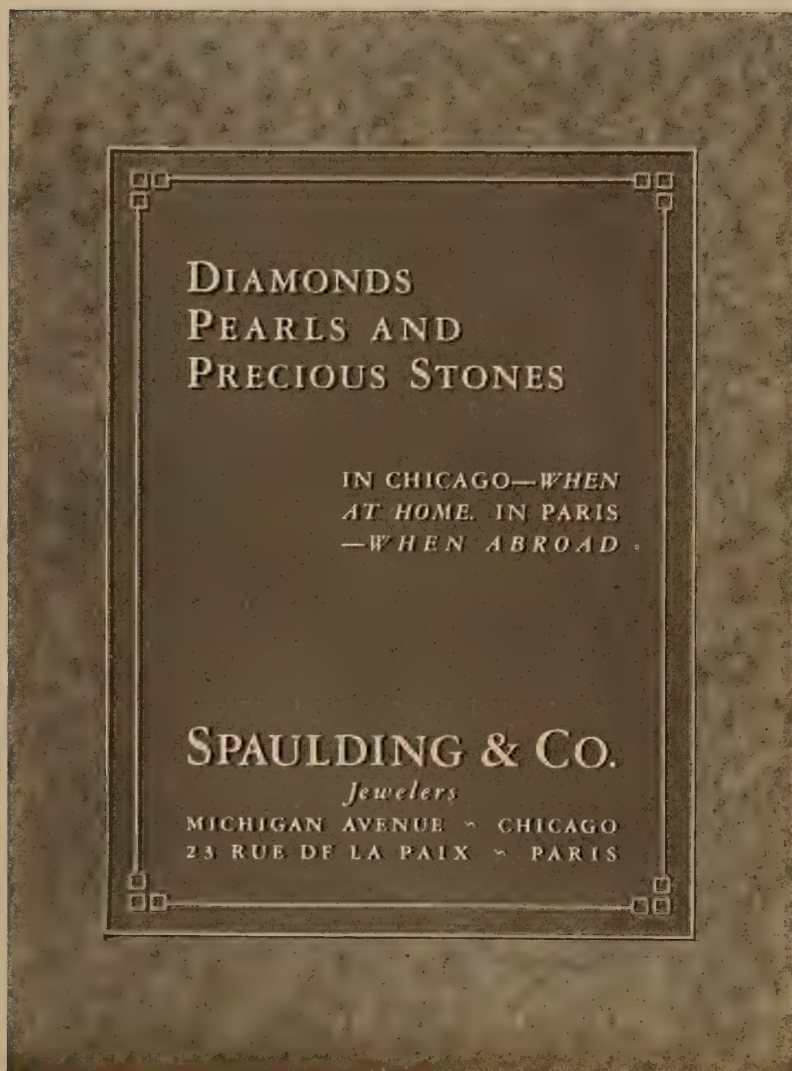 DIAMONDS
PEARLS AND
PRECIOUS STONES
IN CHICAGO—WHEN
AT HOME. IN PARIS
—WHEN ABROAD
SPAULDING & CO.
Jewelers
MICHIGAN AVENUE ~ CHICAGO
23 RUE DE LA PAIX ~ PARIS